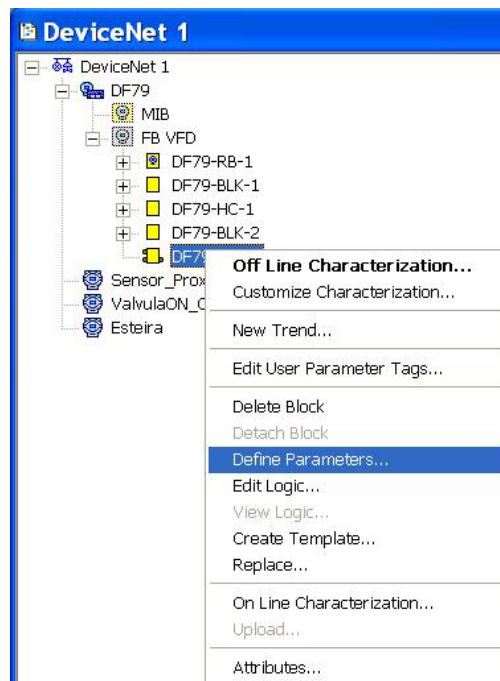 DeviceNet 1
DeviceNet 1
DF79
MIB
FB VFD
DF79-RB-1
DF79-BLK-1
DF79-HC-1
DF79-BLK-2
Off Line Characterization...
Customize Characterization...
New Trend...
Edit User Parameter Tags...
Delete Block
Detach Block
Define Parameters...
Edit Logic...
View Logic...
Create Template...
Replace...
On Line Characterization...
Upload...
Attributes...
Sensor_Prox
ValvulaON_O
Esteira